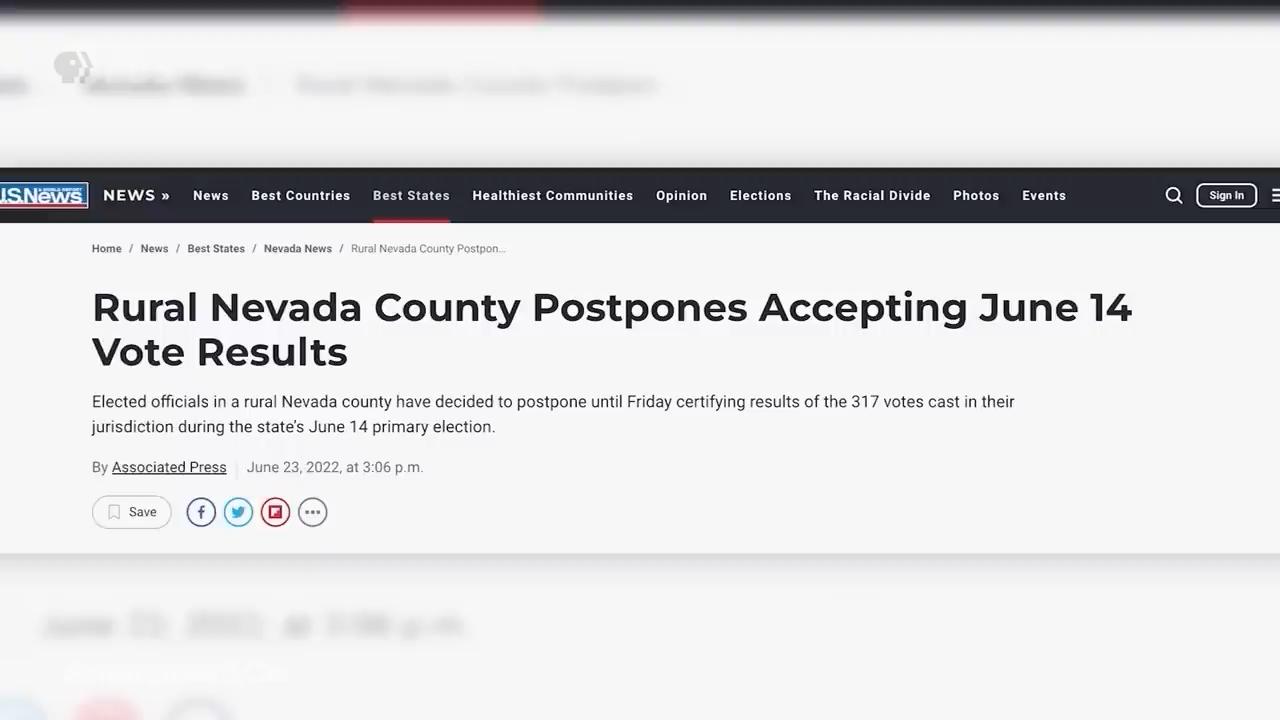 U.S.News NEWS » News Best Countries Best States Healthiest Communities Opinion Elections The Racial Divide Photos Events Sign In
Home / News / Best States / Nevada News / Rural Nevada County Postpon...
Rural Nevada County Postpones Accepting June 14
Vote Results
Elected officials in a rural Nevada county have decided to postpone until Friday certifying results of the 317 votes cast in their
jurisdiction during the state's June 14 primary election.
By Associated Press June 23, 2022, at 3:06 p.m.
Save